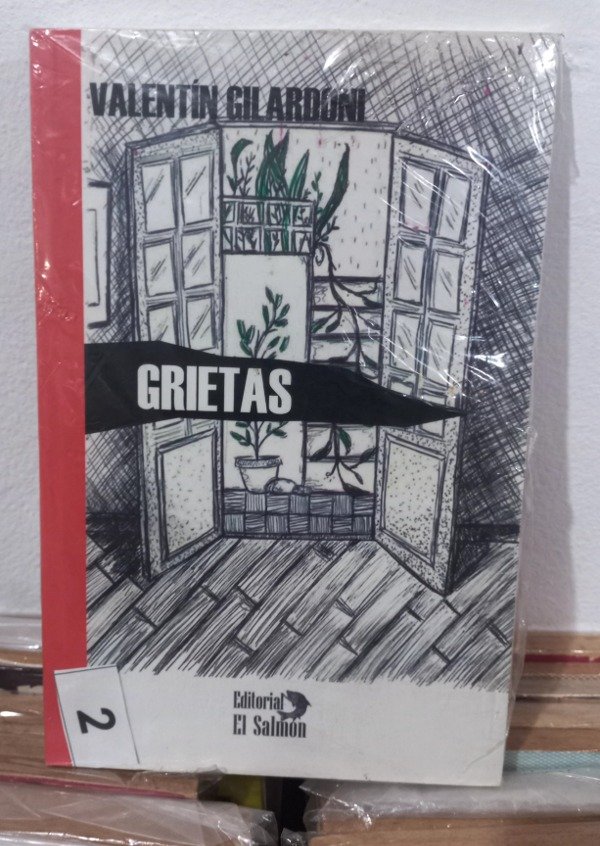 VALENTÍN GILARDONI
GRIETAS
Editorial
El Salmón
2